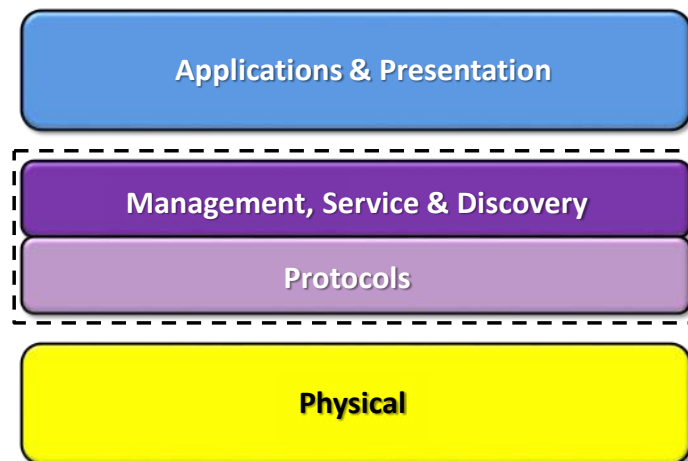 Applications & Presentation
Management, Service & Discovery
Protocols
Physical